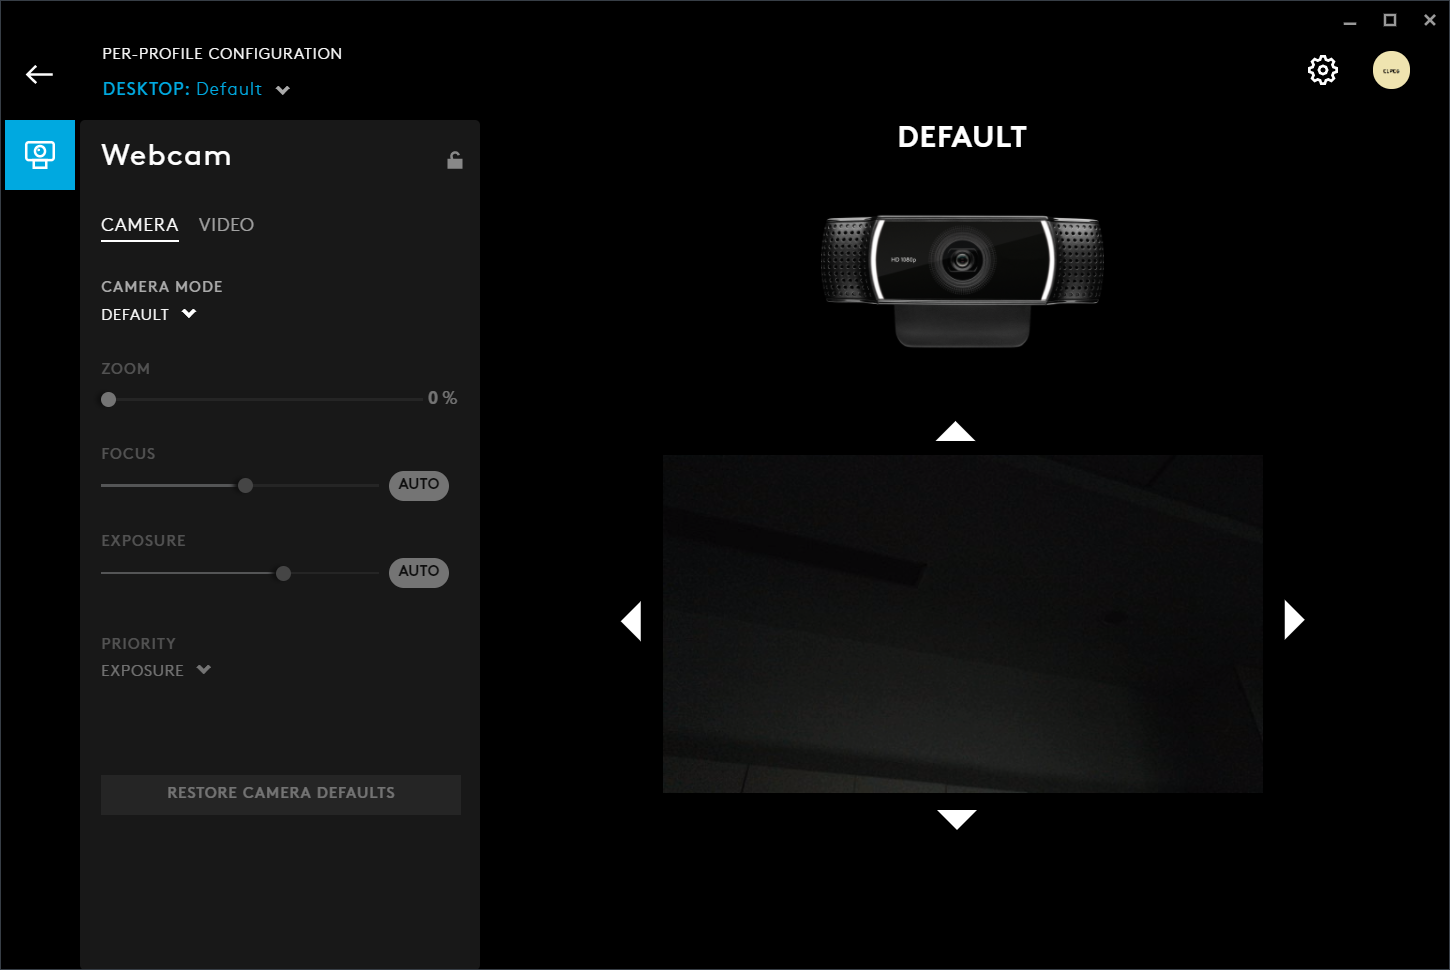 PER-PROFILE CONFIGURATION
DESKTOP: Default
Webcam
CAMERA VIDEO
CAMERA MODE
DEFAULT
ZOOM
0 %
FOCUS
AUTO
EXPOSURE
AUTO
PRIORITY
EXPOSURE
RESTORE CAMERA DEFAULTS
DEFAULT
HD 1080p